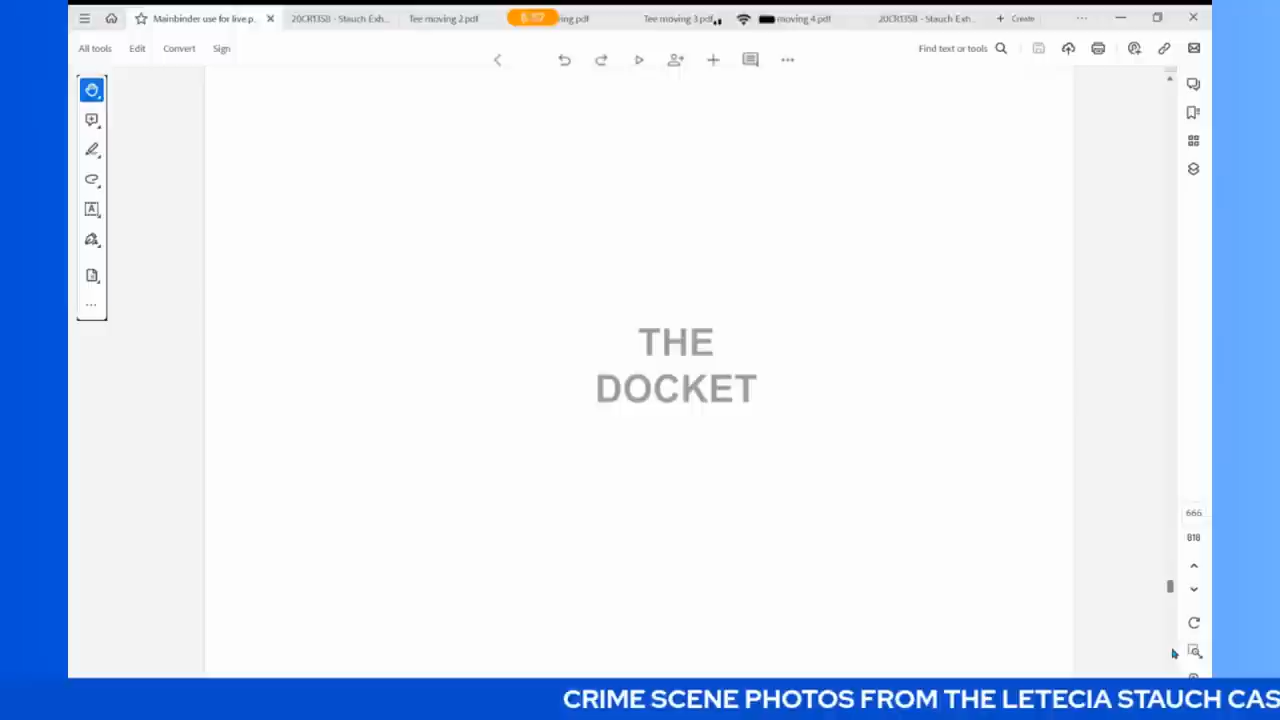 Mainbinder use for live.p...
20CR1358 - Stauch Exh...
Tee moving 2.pdf
ing.pdf
Tee moving 3.pdf
moving 4.pdf
20CR1358 - Stauch Exh...
Create
All tools Edit Convert Sign
Find text or tools
A
THE
DOCKET
666
818
CRIME SCENE PHOTOS FROM THE LETECIA STAUCH CAS